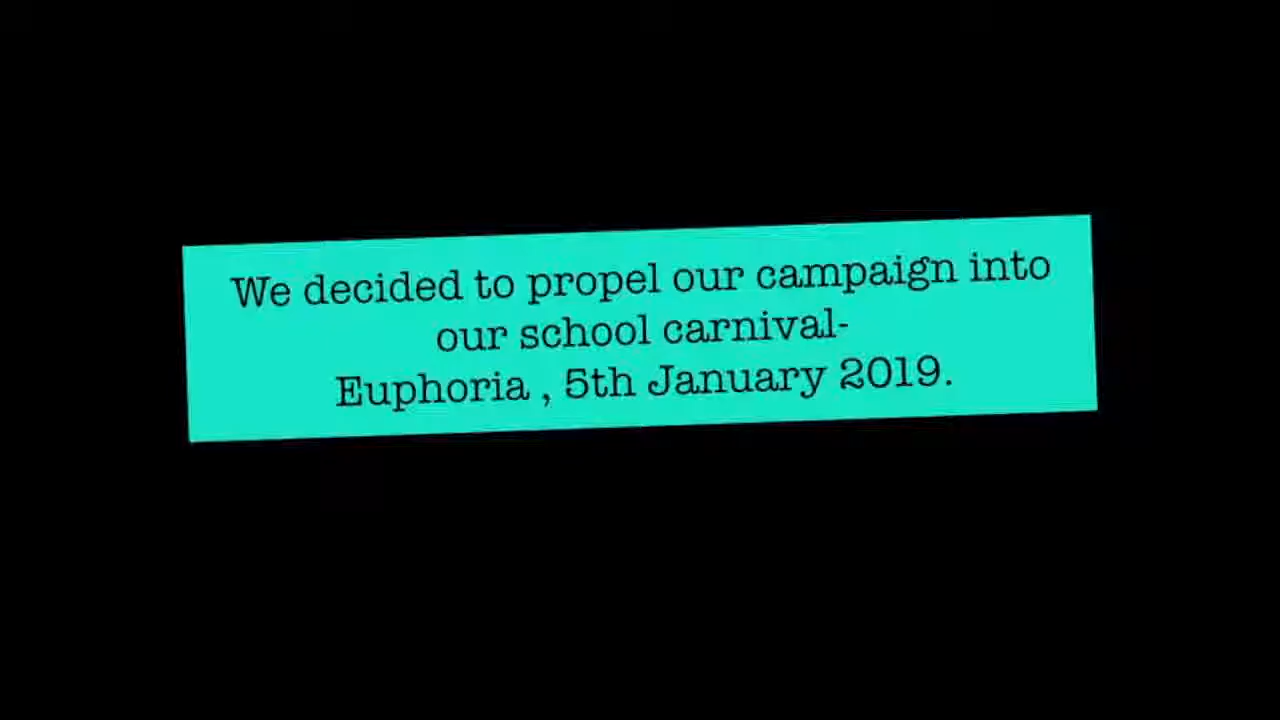 We decided to propel our campaign into
our school carnival-
Euphoria , 5th January 2019.